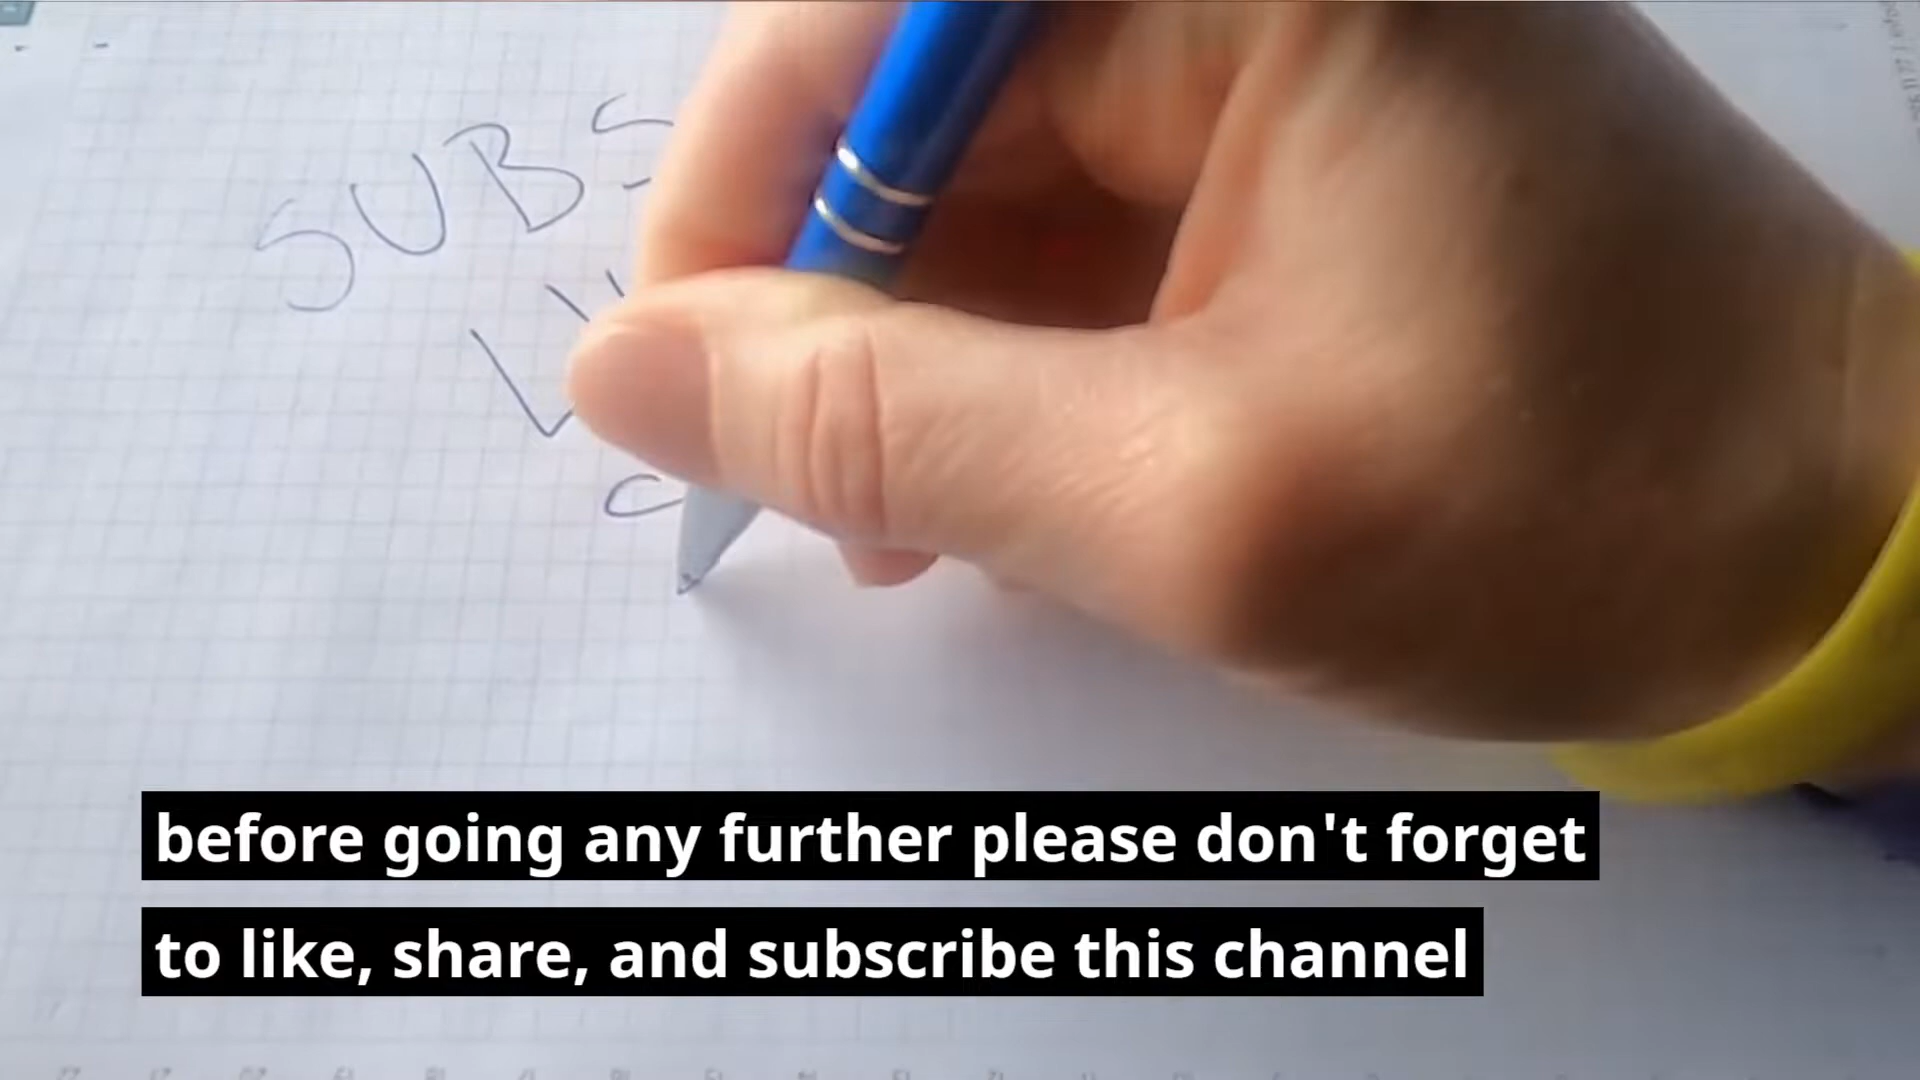 SUBS
before going any further please don't forget
to like, share, and subscribe this channel